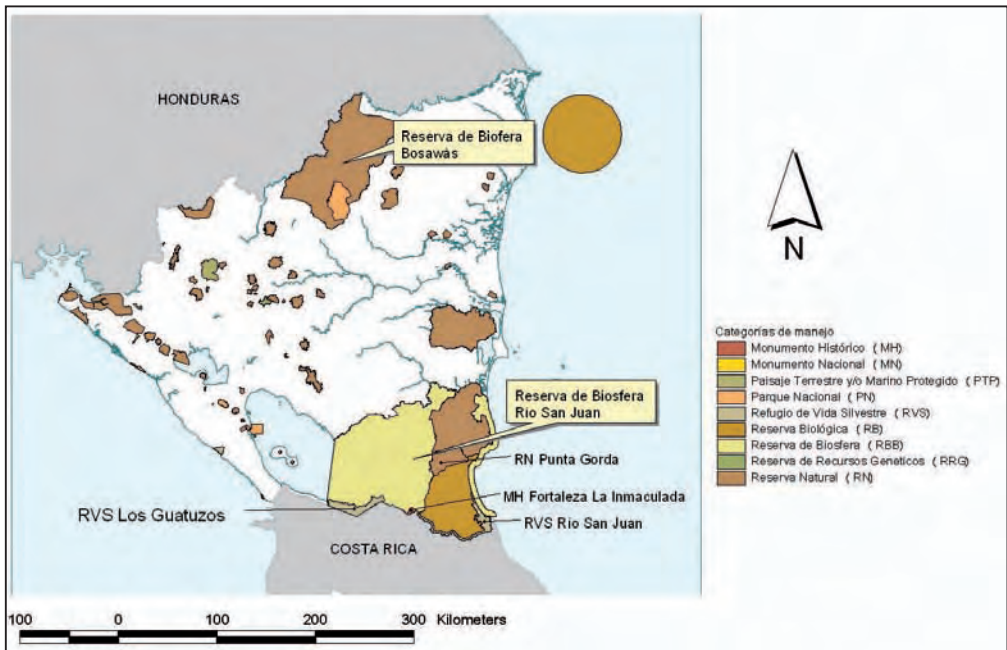 HONDURAS
Reserva de Biofera
Bosawás
N
Categorías de manejo
Monumento Histórico (MH)
Monumento Nacional (MN)
Paisaje Terrestre y/o Marino Protegido (PTP)
Parque Nacional (PN)
Refugio de Vida Silvestre (RVS)
Reserva Biológica (RB)
Reserva de Biosfera (RBB)
Reserva de Recursos Geneticos (RRG)
Reserva Natural (RN)
Reserva de Biosfera
Río San Juan
RN Punta Gorda
MH Fortaleza La Inmaculada
RVS Los Guatuzos
RVS Río San Juan
COSTA RICA
100 0 100 200 300 Kilometers